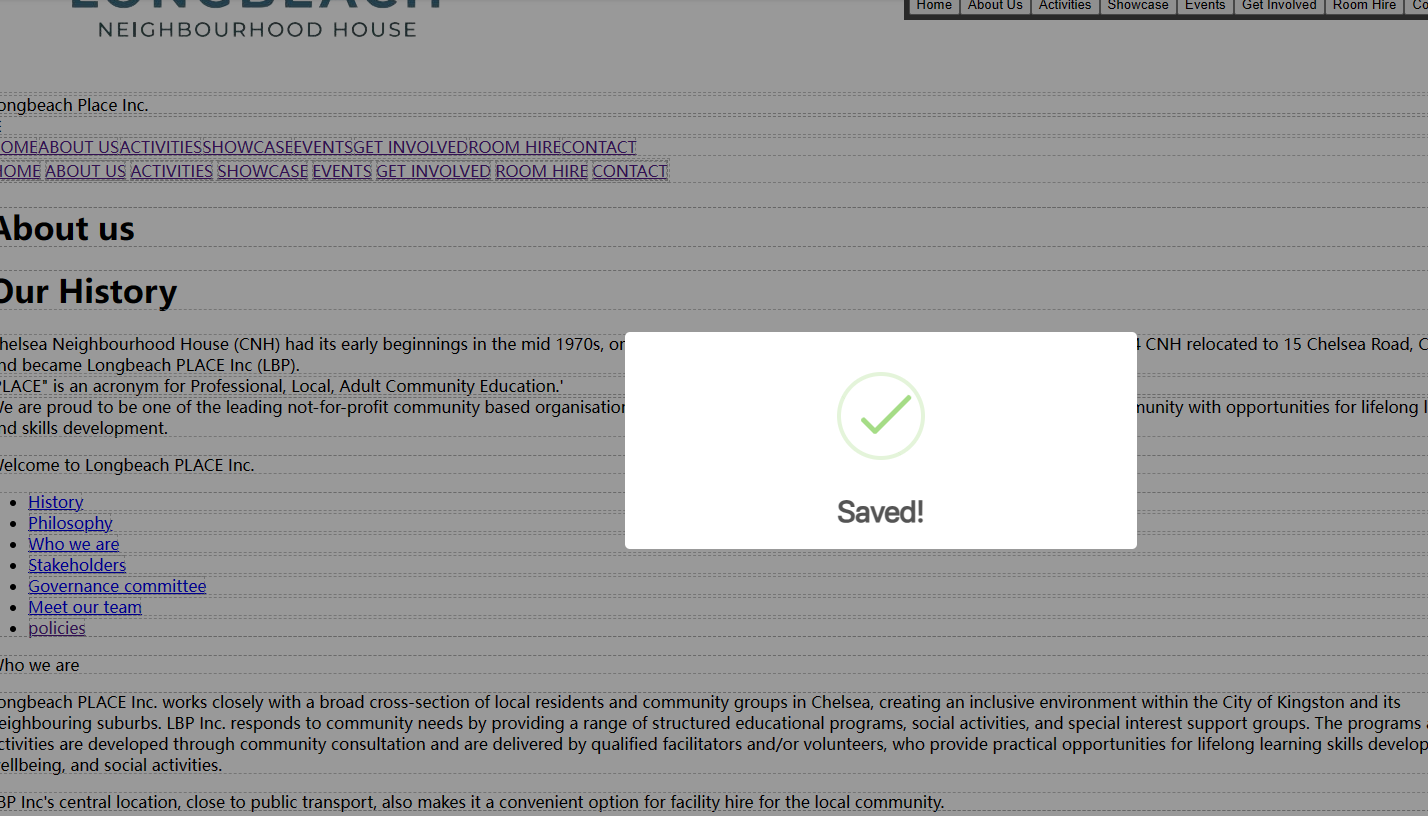 LONGBEACH
NEIGHBOURHOOD HOUSE
Home About Us Activities Showcase Events Get Involved Room Hire
ongbeach Place Inc.
OMEABOUT USACTIVITIESSHOWCASEEVENTSGET INVOLVEDROOM HIRECONTACT
HOME ABOUT US ACTIVITIES SHOWCASE EVENTS GET INVOLVED ROOM HIRE CONTACT
About us
Our History
helsea Neighbourhood House (CNH) had its early beginnings in the mid 1970s, or
4 CNH relocated to 15 Chelsea Road, C
nd became Longbeach PLACE Inc (LBP).
PLACE" is an acronym for Professional, Local, Adult Community Education.'
We are proud to be one of the leading not-for-profit community based organisation
munity with opportunities for lifelong l
nd skills development.
Welcome to Longbeach PLACE Inc.
History
Philosophy
Who we are
Stakeholders
Governance committee
Meet our team
policies
Who we are
ongbeach PLACE Inc. works closely with a broad cross-section of local residents and community groups in Chelsea, creating an inclusive environment within the City of Kingston and its
eighbouring suburbs. LBP Inc. responds to community needs by providing a range of structured educational programs, social activities, and special interest support groups. The programs a
ctivities are developed through community consultation and are delivered by qualified facilitators and/or volunteers, who provide practical opportunities for lifelong learning skills develop
ellbeing, and social activities.
BP Inc's central location, close to public transport, also makes it a convenient option for facility hire for the local community.
Saved!